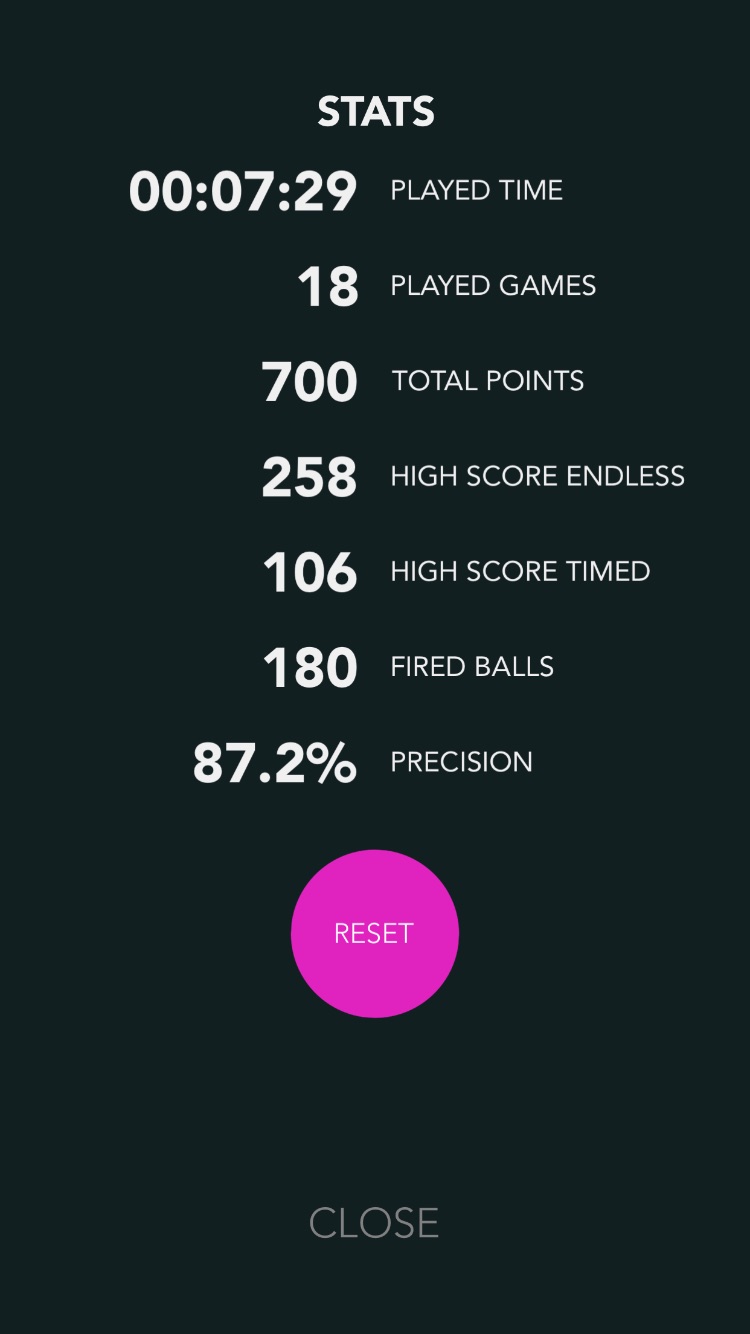 STATS
00:07:29 PLAYED TIME
18 PLAYED GAMES
700 TOTAL POINTS
258 HIGH SCORE ENDLESS
106 HIGH SCORE TIMED
180 FIRED BALLS
87.2% PRECISION
RESET
CLOSE